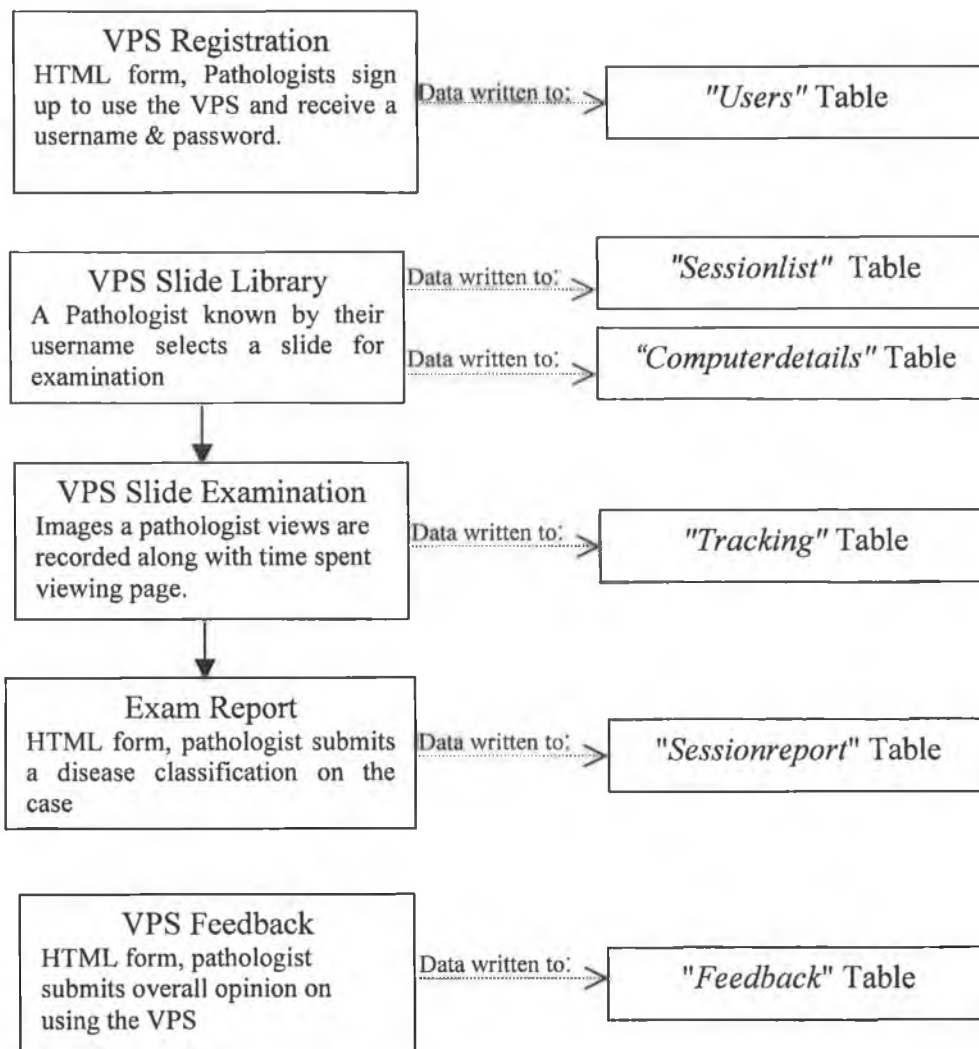 VPS Registration
HTML form, Pathologists sign
up to use the VPS and receive a
username & password.
Data written to:
"Users" Table
VPS Slide Library
A Pathologist known by their
username selects a slide for
examination
Data written to:
"Sessionlist" Table
Data written to:
"Computerdetails" Table
VPS Slide Examination
Images a pathologist views are
recorded along with time spent
viewing page.
Data written to:
"Tracking" Table
Exam Report
HTML form, pathologist submits
a disease classification on the
case
Data written to:
"Sessionreport" Table
VPS Feedback
HTML form, pathologist
submits overall opinion on
using the VPS
Data written to:
"Feedback" Table